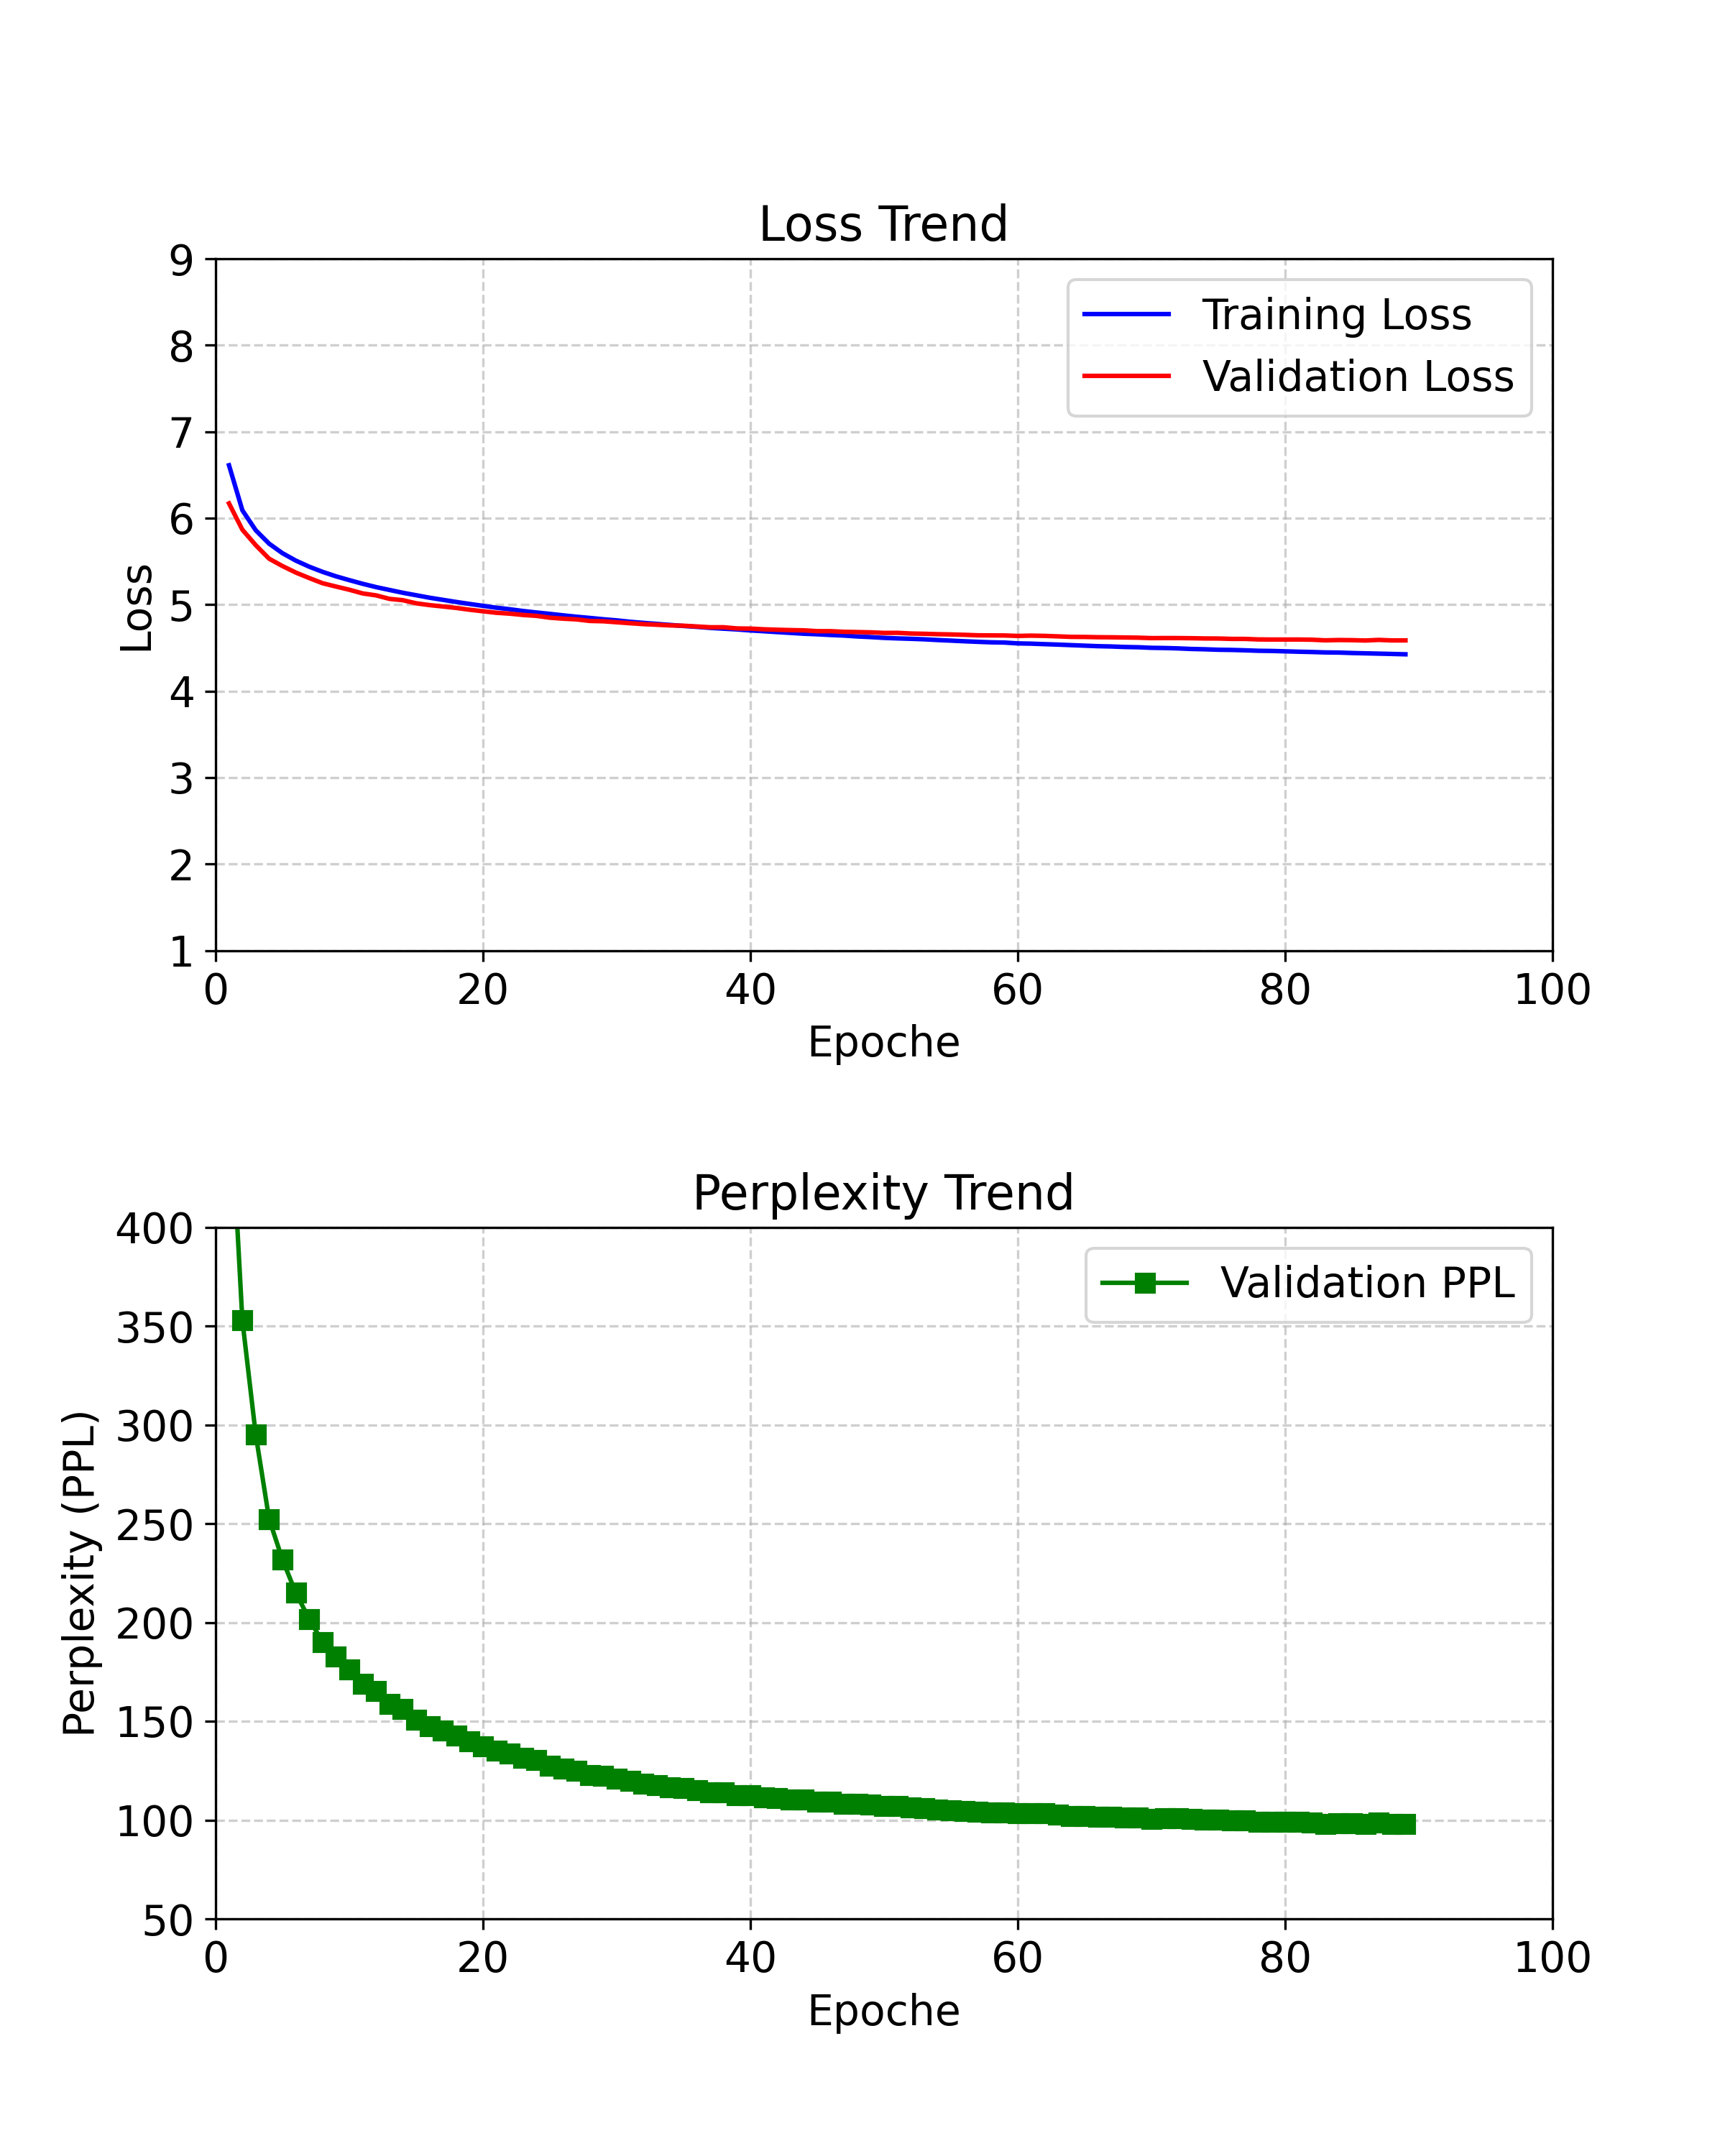 Loss Trend
9
8
7
6
5
4
3
2
1
Loss
Training Loss
Validation Loss
0 20 40 60 80 100
Epoche
Perplexity Trend
400
350
300
250
200
150
100
50
Perplexity (PPL)
Validation PPL
0 20 40 60 80 100
Epoche